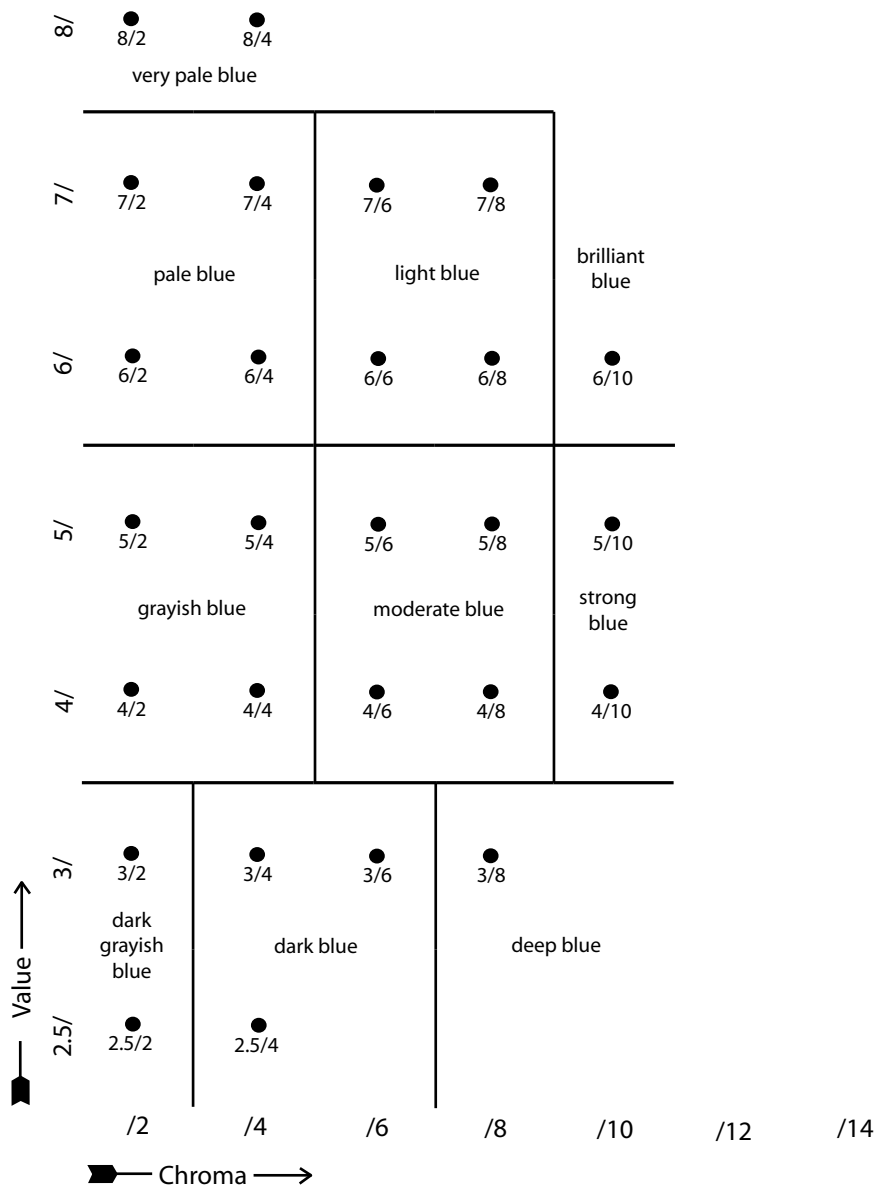 8/
8/2
8/4
very pale blue
7/
7/2
7/4
7/6
7/8
pale blue
light blue
brilliant
blue
6/
6/2
6/4
6/6
6/8
6/10
5/
5/2
5/4
5/6
5/8
5/10
grayish blue
moderate blue
strong
blue
4/
4/2
4/4
4/6
4/8
4/10
3/
3/2
3/4
3/6
3/8
dark
grayish
blue
dark blue
deep blue
Value
2.5/
2.5/2
2.5/4
/2
/4
/6
/8
/10
/12
/14
Chroma